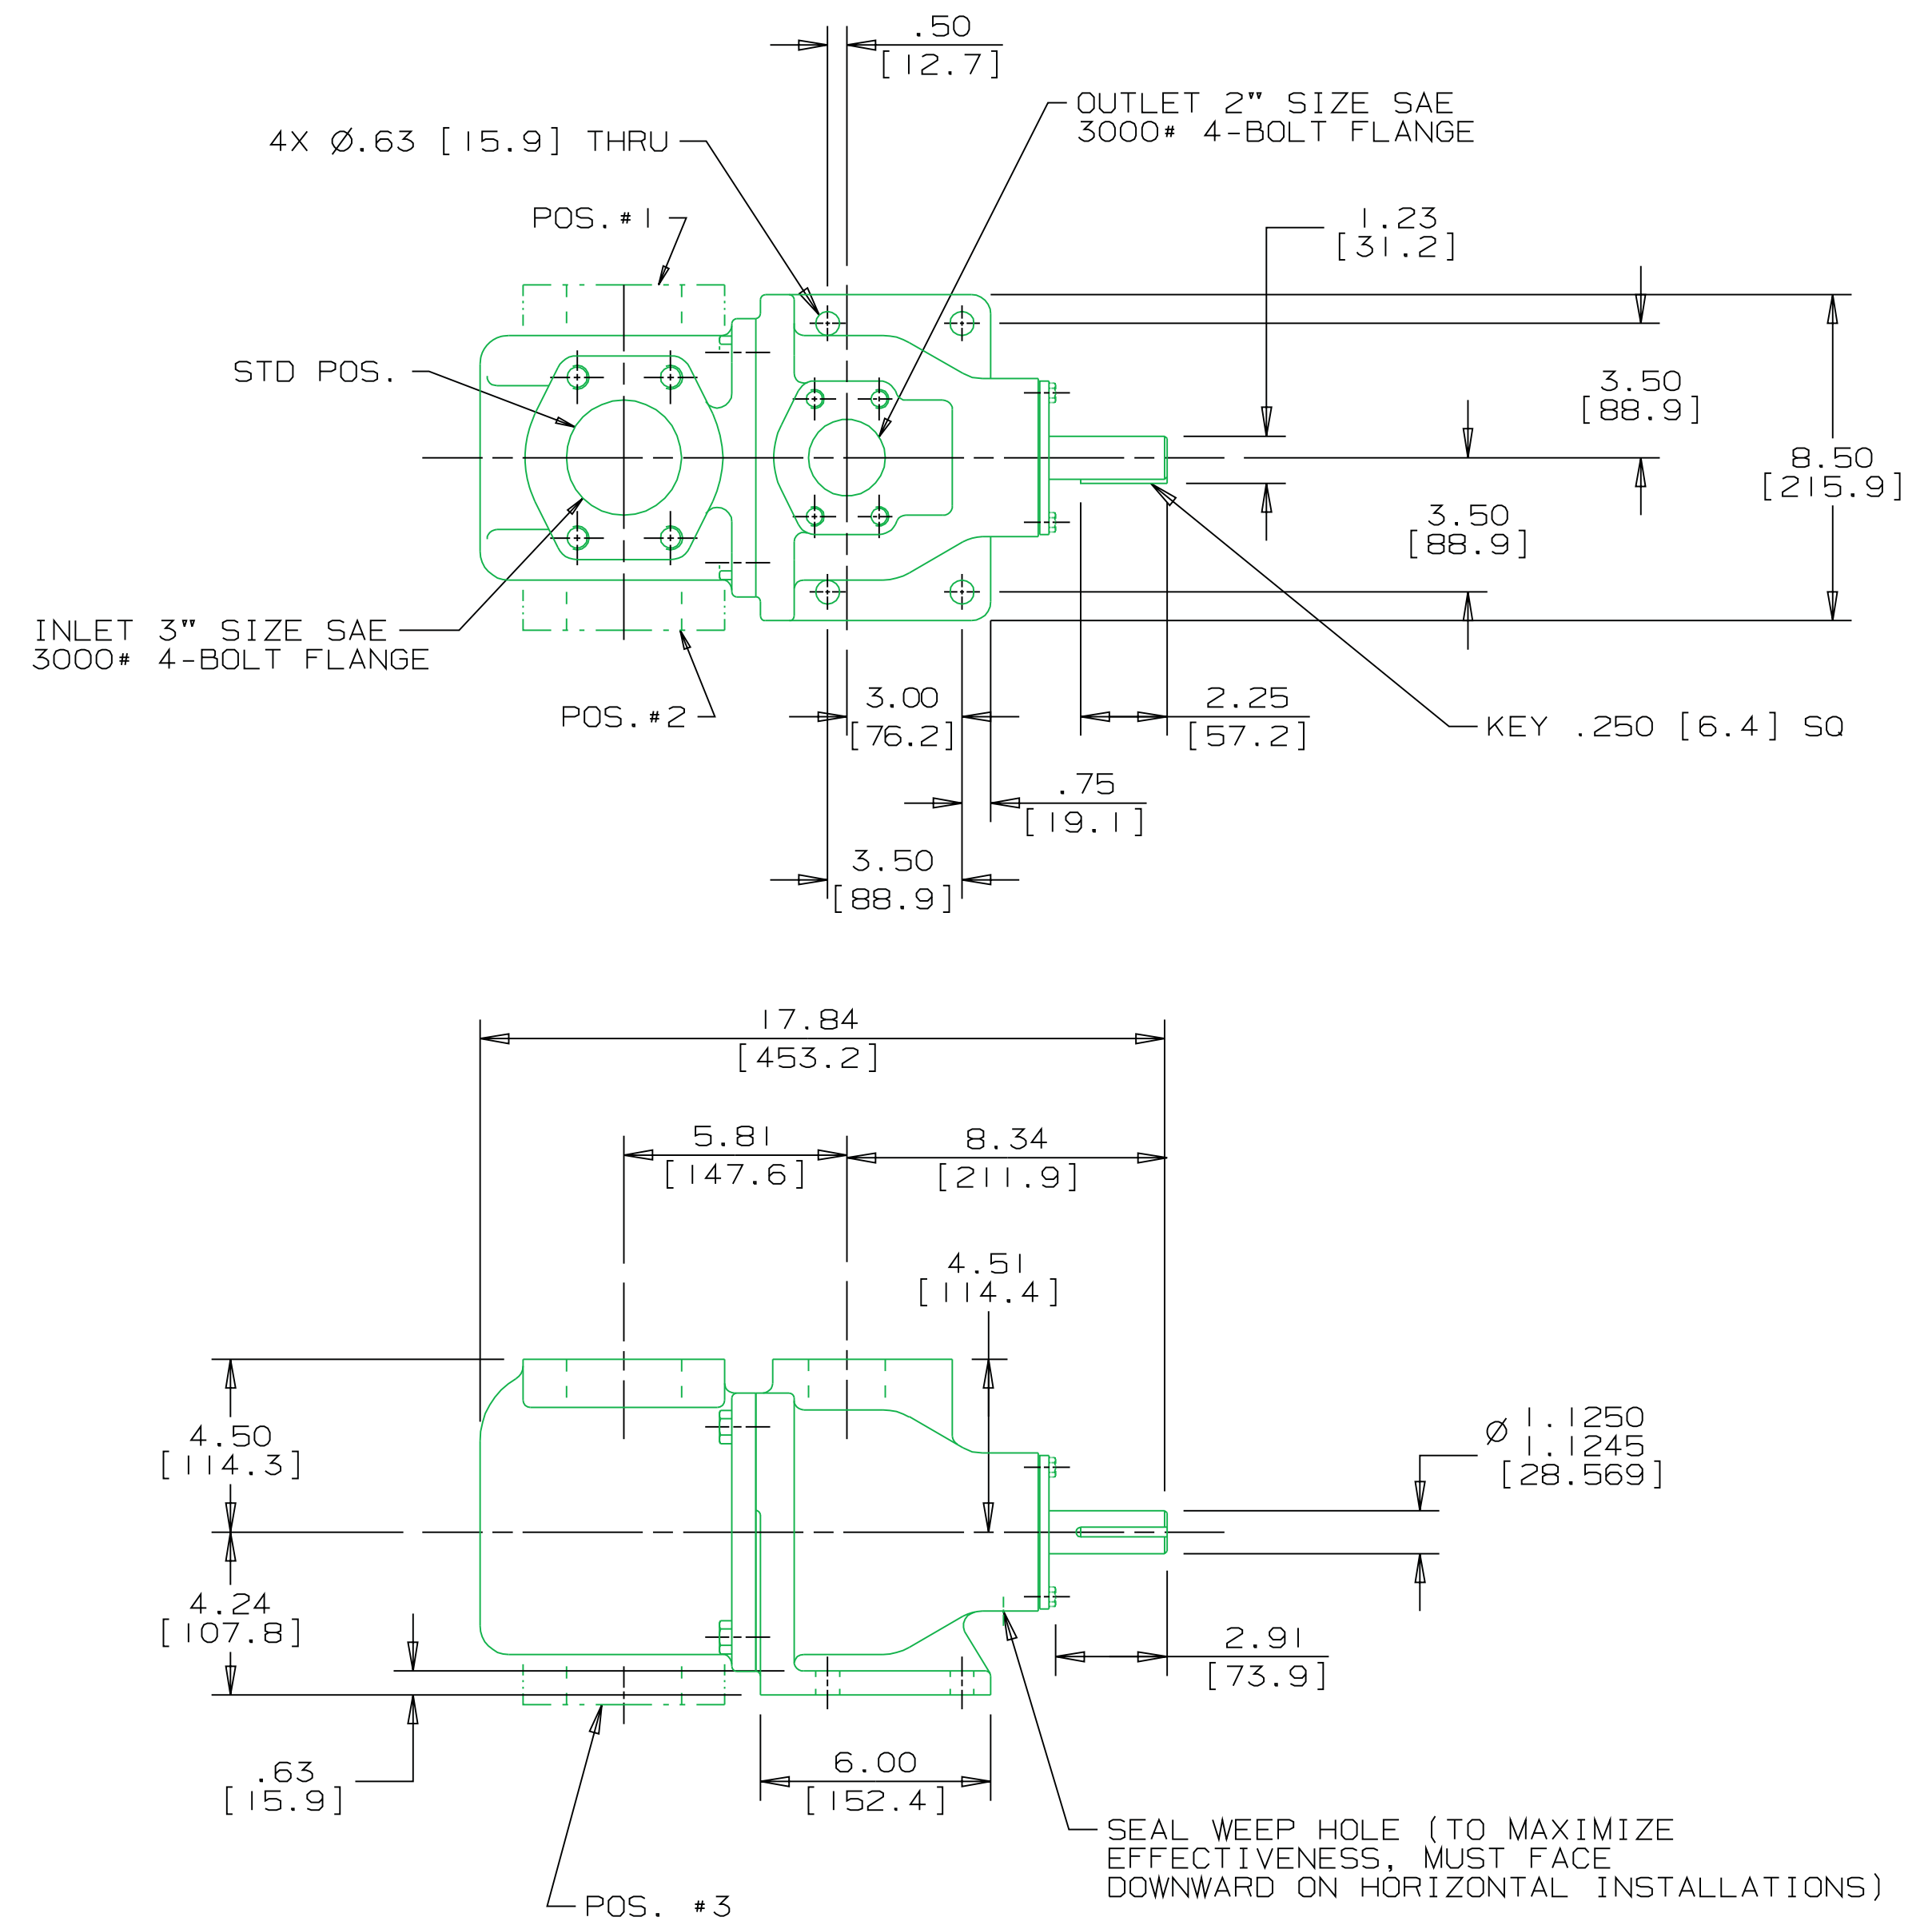 .50
[12.7]
OUTLET 2" SIZE SAE
3000# 4-BOLT FLANGE
4X Ø.63 [15.9] THRU
POS.#1
1.23
[31.2]
STD POS.
3.50
[88.9]
8.50
[215.9]
3.50
[88.9]
INLET 3" SIZE SAE
3000# 4-BOLT FLANGE
POS.#2
3.00
[76.2]
2.25
[57.2]
KEY .250 [6.4] SQ
.75
[19.1]
3.50
[88.9]
17.84
[453.2]
5.81
[147.6]
8.34
[211.9]
4.51
[114.4]
4.50
[114.3]
Ø 1.1250
1.1245
[28.569]
4.24
[107.8]
2.91
[73.9]
.63
[15.9]
6.00
[152.4]
SEAL WEEP HOLE (TO MAXIMIZE
EFFECTIVENESS, MUST FACE
DOWNWARD ON HORIZONTAL INSTALLATIONS)
POS. #3